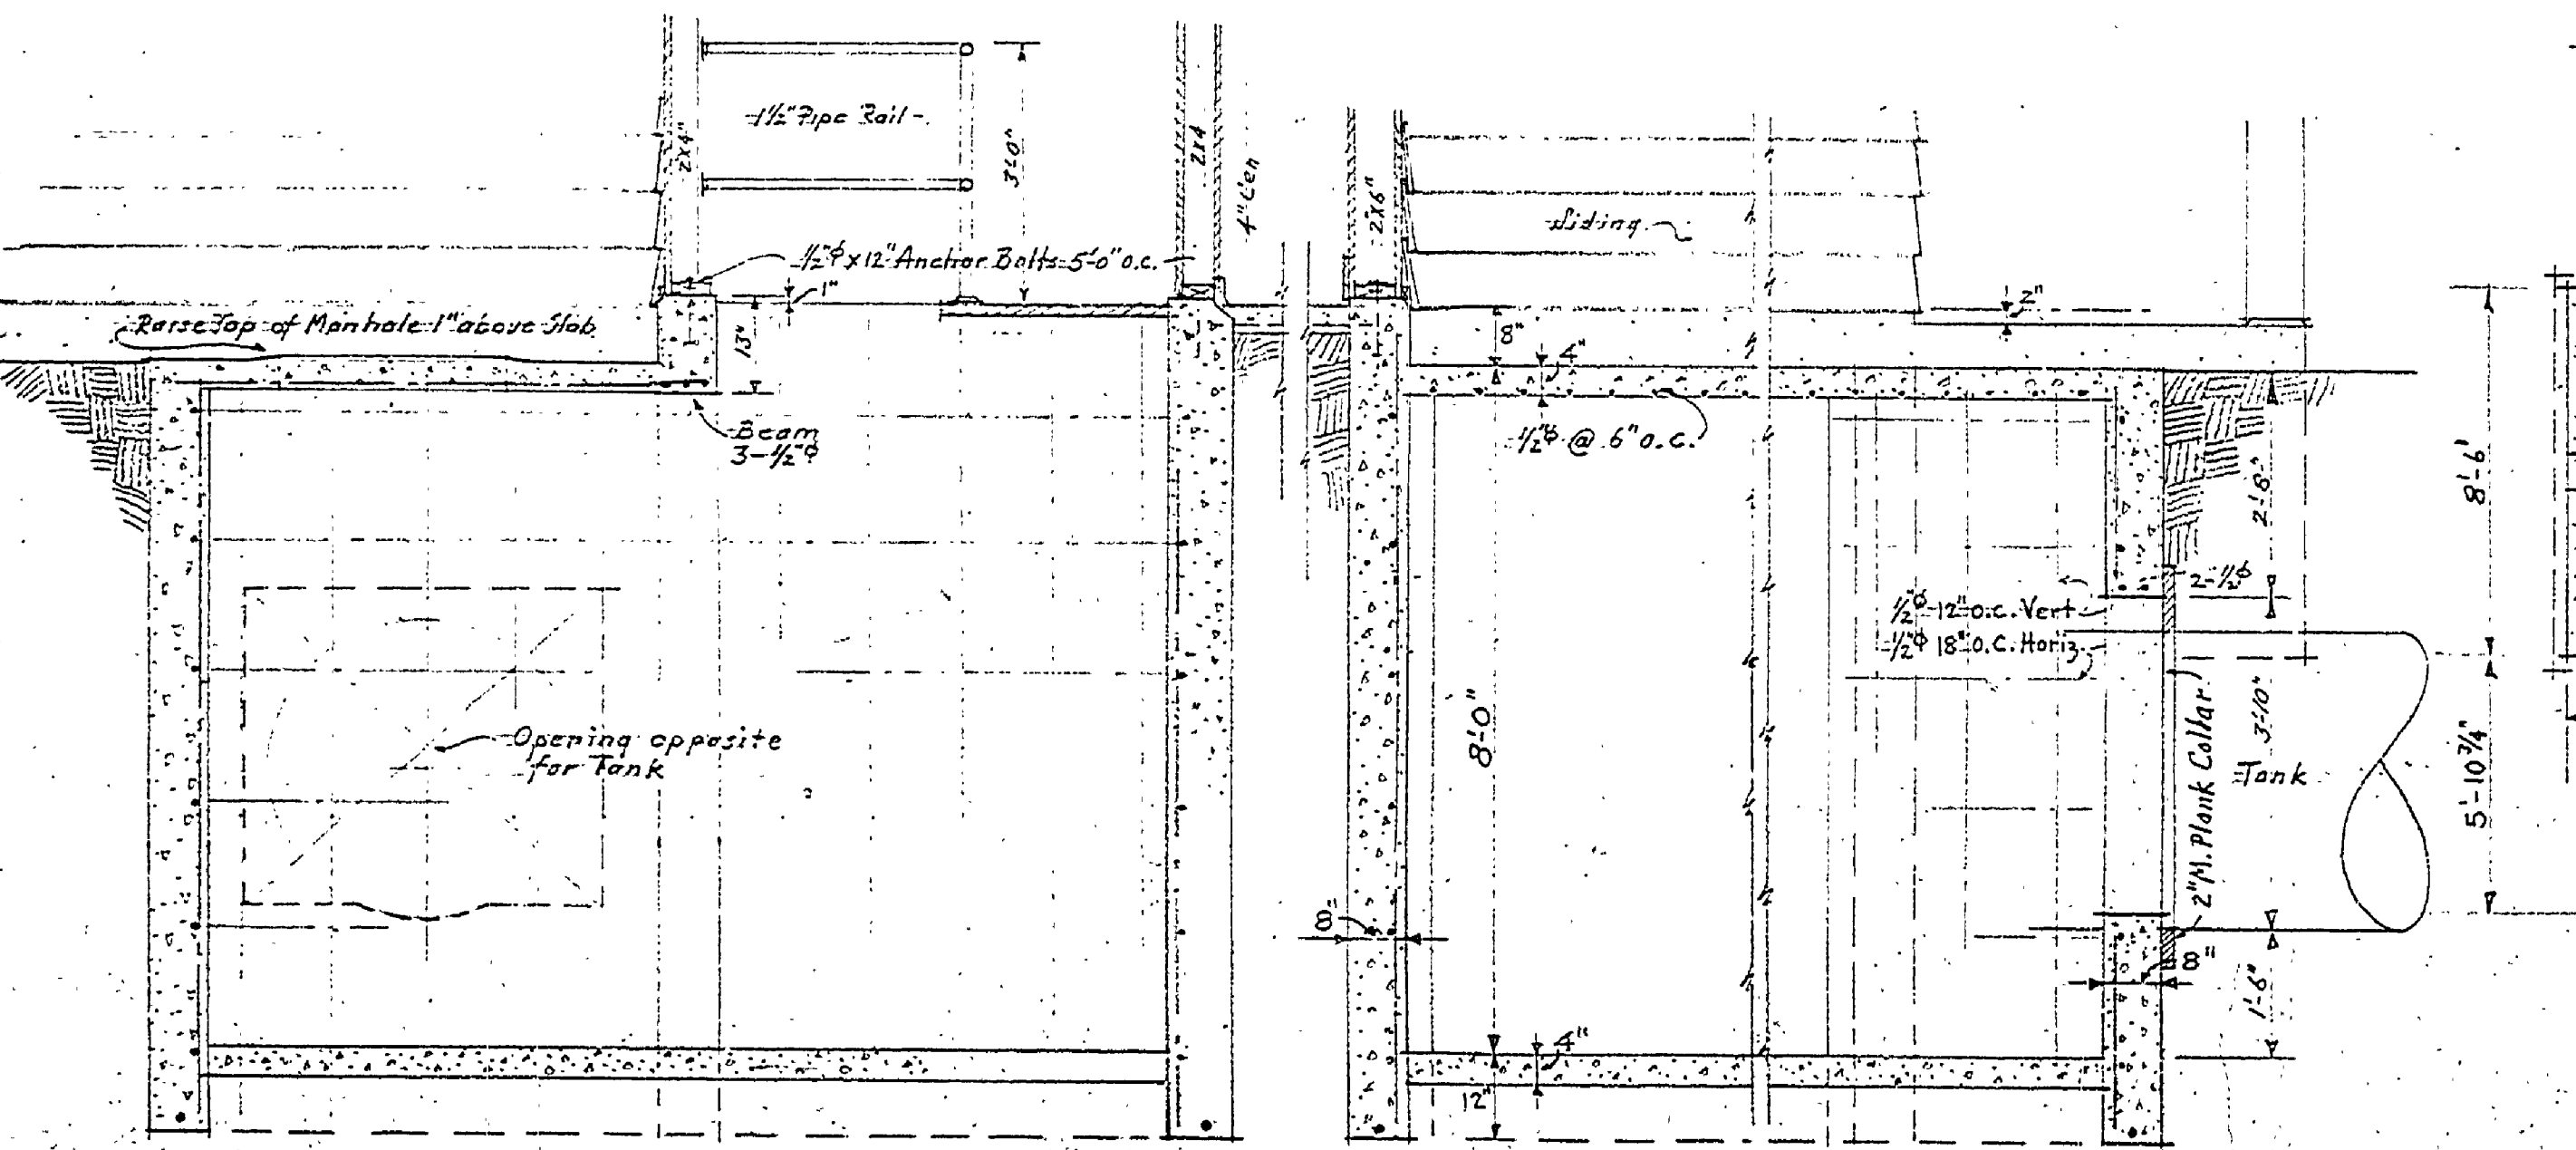 1½" Pipe Rail
3'-0"
2x4"
2x4
4" Cen
2x6"
Siding
½"φ x 12" Anchor Bolts 5'-0" o.c.
1"
2"
Raise Top of Manhole 1" above Slab
13"
8"
4"
Beam
3-½"φ
½"φ @ 6" o.c.
8'-6"
2'-8"
2-½"φ
½"φ 12" o.c. Vert
½"φ 18" o.c. Horiz
Opening opposite
for Tank
8'-0"
2" M. Plank Collar
3'-10"
Tank
5'-10¾"
8"
8"
1'-6"
4"
12"